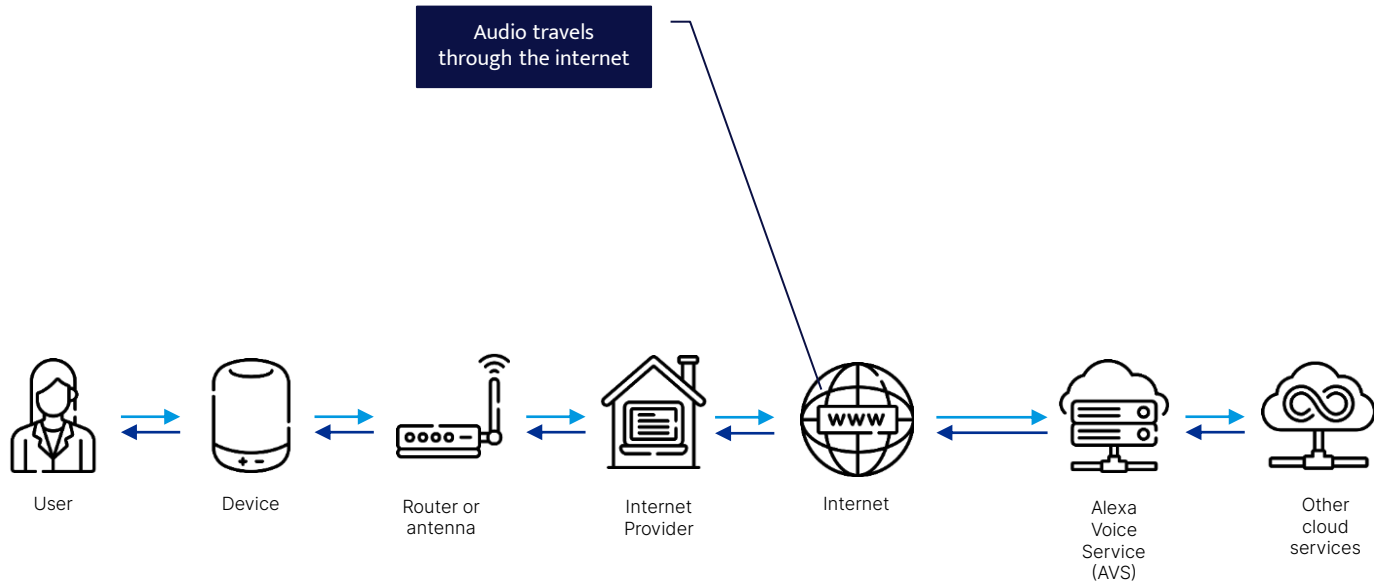 Audio travels
through the internet
WWW
User
Device
Router or
antenna
Internet
Provider
Internet
Alexa
Voice
Service
(AVS)
Other
cloud
services